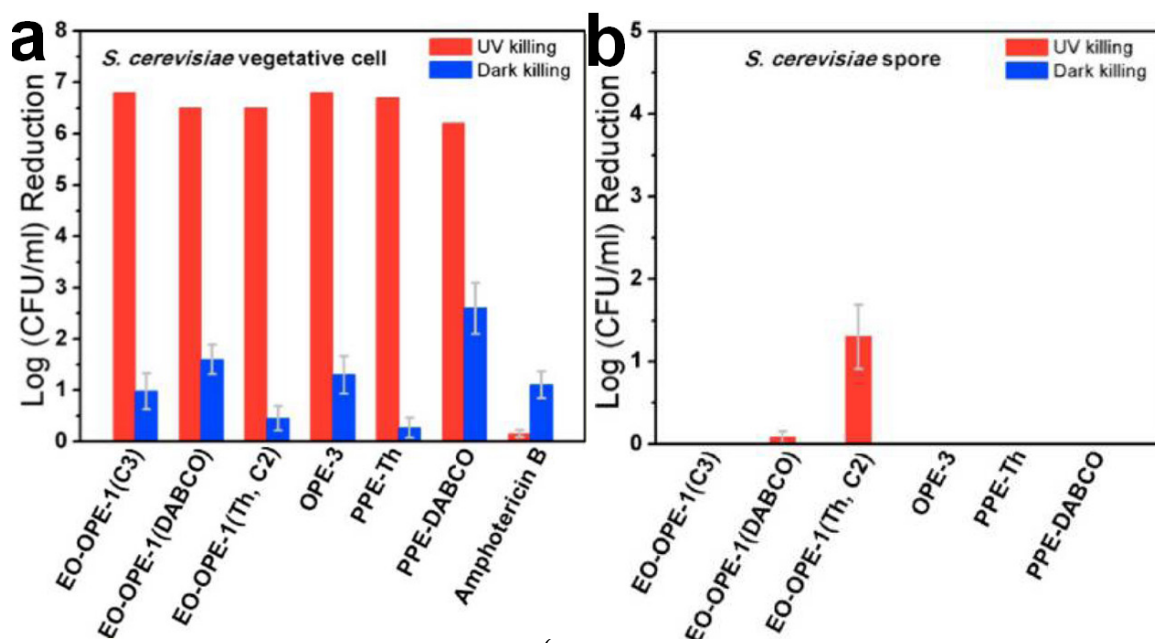 a
S. cerevisiae vegetative cell
UV killing
Dark killing
Log (CFU/ml) Reduction
8
7
6
5
4
3
2
1
0
EO-OPE-1(C3)
EO-OPE-1(DABCO)
EO-OPE-1(Th, C2)
OPE-3
PPE-Th
PPE-DABCO
Amphotericin B
b
S. cerevisiae spore
UV killing
Dark killing
Log (CFU/ml) Reduction
5
4
3
2
1
0
EO-OPE-1(C3)
EO-OPE-1(DABCO)
EO-OPE-1(Th, C2)
OPE-3
PPE-Th
PPE-DABCO